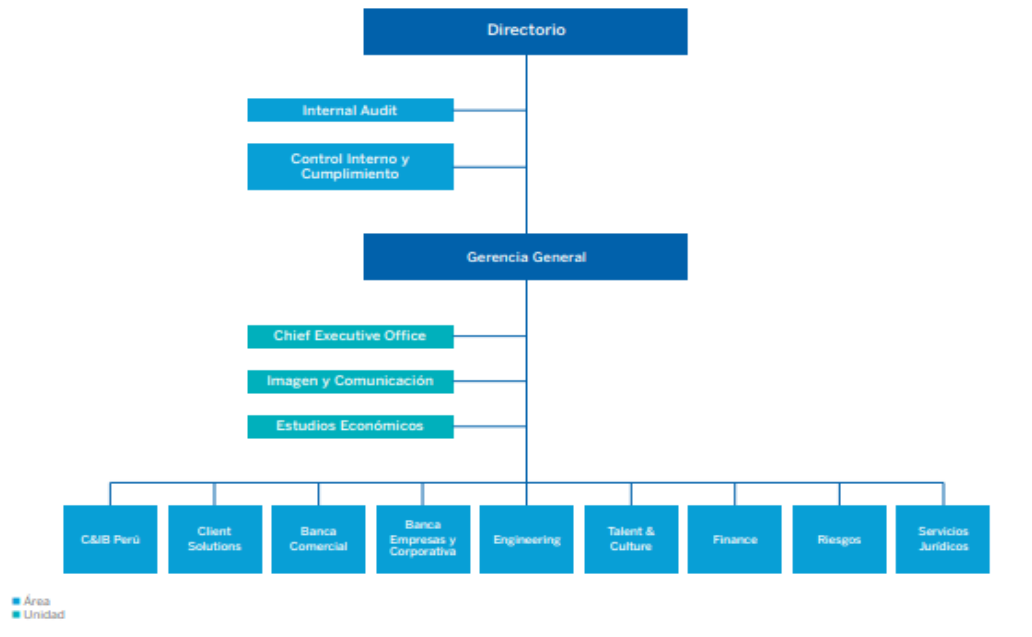 Directorio
Internal Audit
Control Interno y
Cumplimiento
Gerencia General
Chief Executive Office
Imagen y Comunicación
Estudios Económicos
C&IB Perú
Client
Solutions
Banca
Comercial
Banca
Empresas y
Corporativa
Engineering
Talent &
Culture
Finance
Riesgos
Servicios
Jurídicos
Área
Unidad